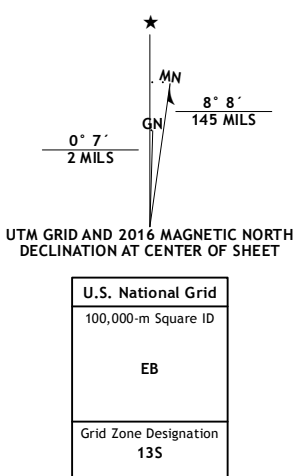 ★
MN
GN
8° 8´
145 MILS
0° 7´
2 MILS
UTM GRID AND 2016 MAGNETIC NORTH
DECLINATION AT CENTER OF SHEET
U.S. National Grid
100,000-m Square ID
EB
Grid Zone Designation
13S